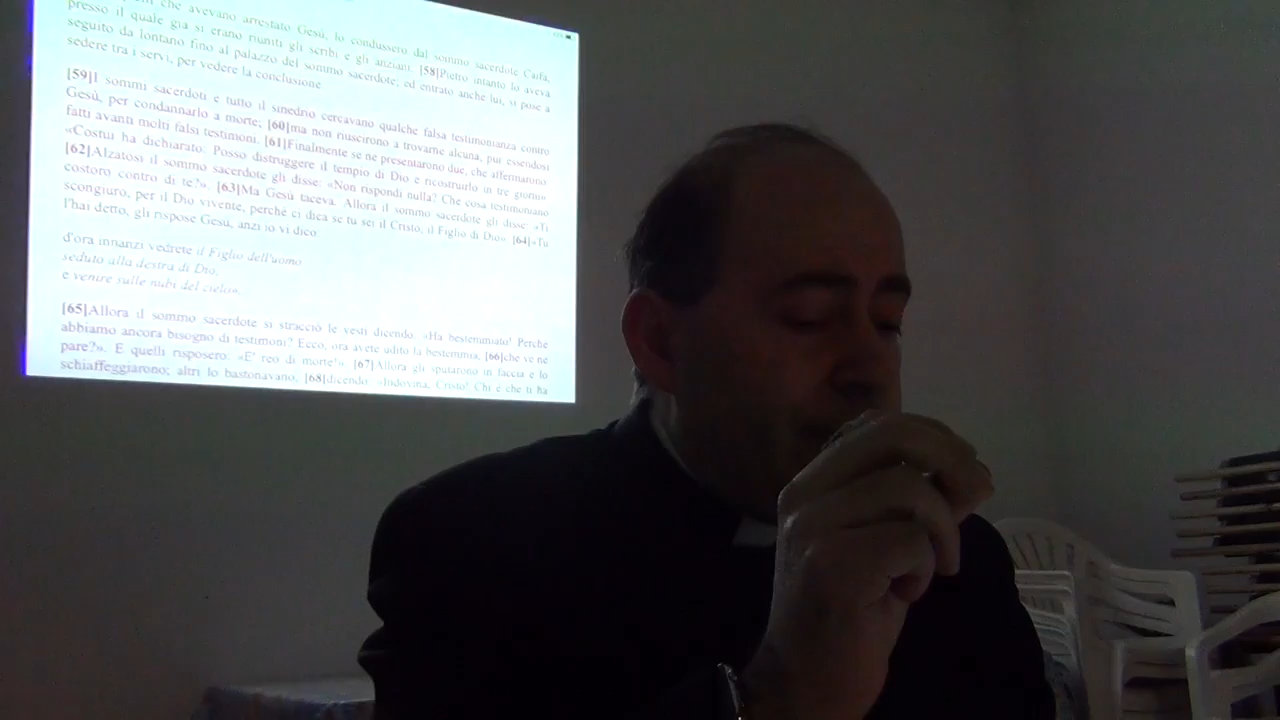 che avevano arrestato Gesù, lo condussero dal sommo sacerdote Caifa,
presso il quale già si erano riuniti gli scribi e gli anziani. [58]Pietro intanto lo aveva
seguito da lontano fino al palazzo del sommo sacerdote; ed entrato anche lui, si pose a
sedere tra i servi, per vedere la conclusione
[59]I sommi sacerdoti e tutto il sinedrio cercavano qualche falsa testimonianza contro
Gesù, per condannarlo a morte; [60]ma non riuscirono a trovarne alcuna, pur essendosi
fatti avanti molti falsi testimoni. [61]Finalmente se ne presentarono due, che affermarono:
«Costui ha dichiarato: Posso distruggere il tempio di Dio e ricostruirlo in tre giorni»
[62]Alzatosi il sommo sacerdote gli disse: «Non rispondi nulla? Che cosa testimoniano
costoro contro di te?». [63]Ma Gesù taceva. Allora il sommo sacerdote gli disse: «Ti
scongiuro, per il Dio vivente, perché ci dica se tu sei il Cristo, il Figlio di Dio». [64]«Tu
l'hai detto, gli rispose Gesù, anzi io vi dico:
d'ora innanzi vedrete il Figlio dell'uomo
seduto alla destra di Dio,
e venire sulle nubi del cielo».
[65]Allora il sommo sacerdote si stracciò le vesti dicendo: «Ha bestemmiato! Perché
abbiamo ancora bisogno di testimoni? Ecco, ora avete udito la bestemmia; [66]che ve ne
pare?». E quelli risposero: «E' reo di morte!». [67]Allora gli sputarono in faccia e lo
schiaffeggiarono; altri lo bastonavano, [68]dicendo: «Indovina, Cristo! Chi è che ti ha